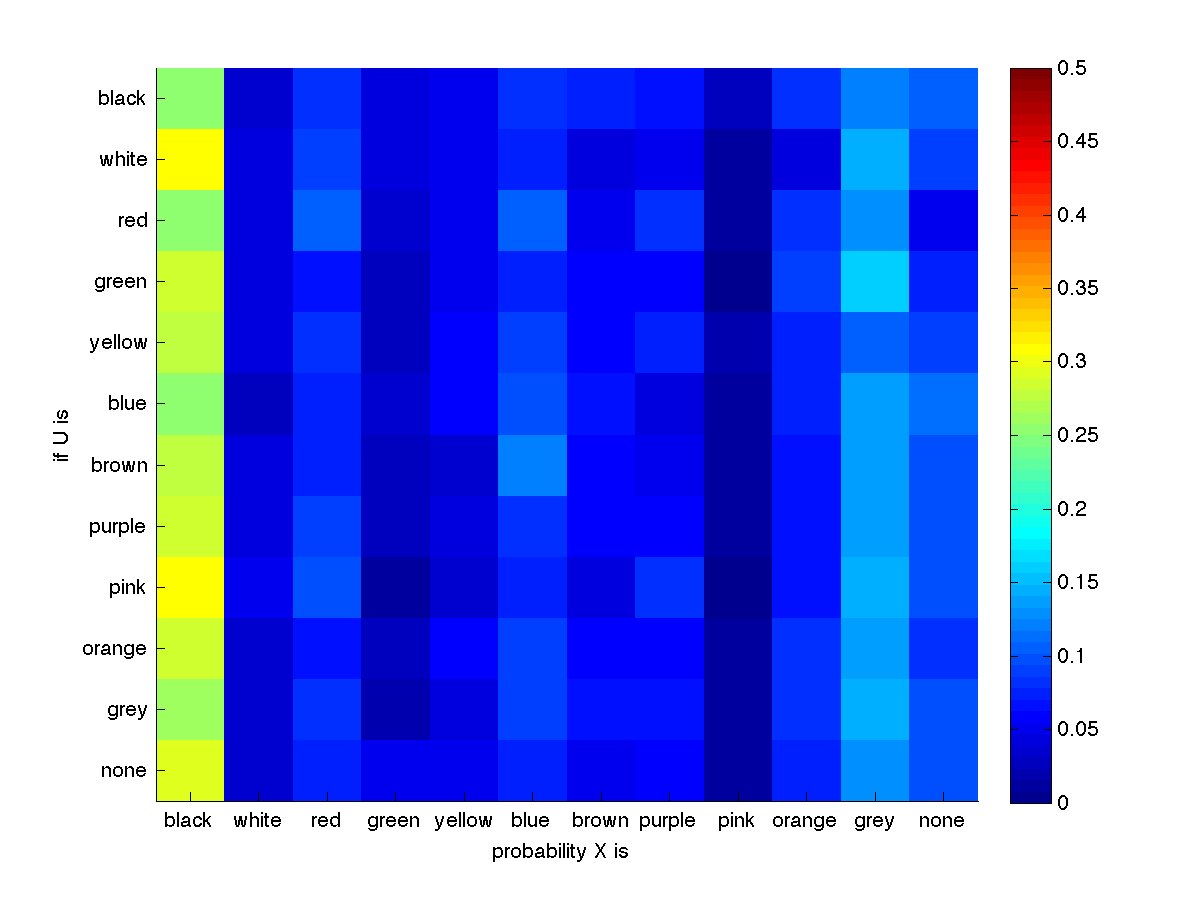 black
white
red
green
yellow
blue
brown
purple
pink
orange
grey
none
if U is
black white red green yellow blue brown purple pink orange grey none
probability X is
0.5
0.45
0.4
0.35
0.3
0.25
0.2
0.15
0.1
0.05
0